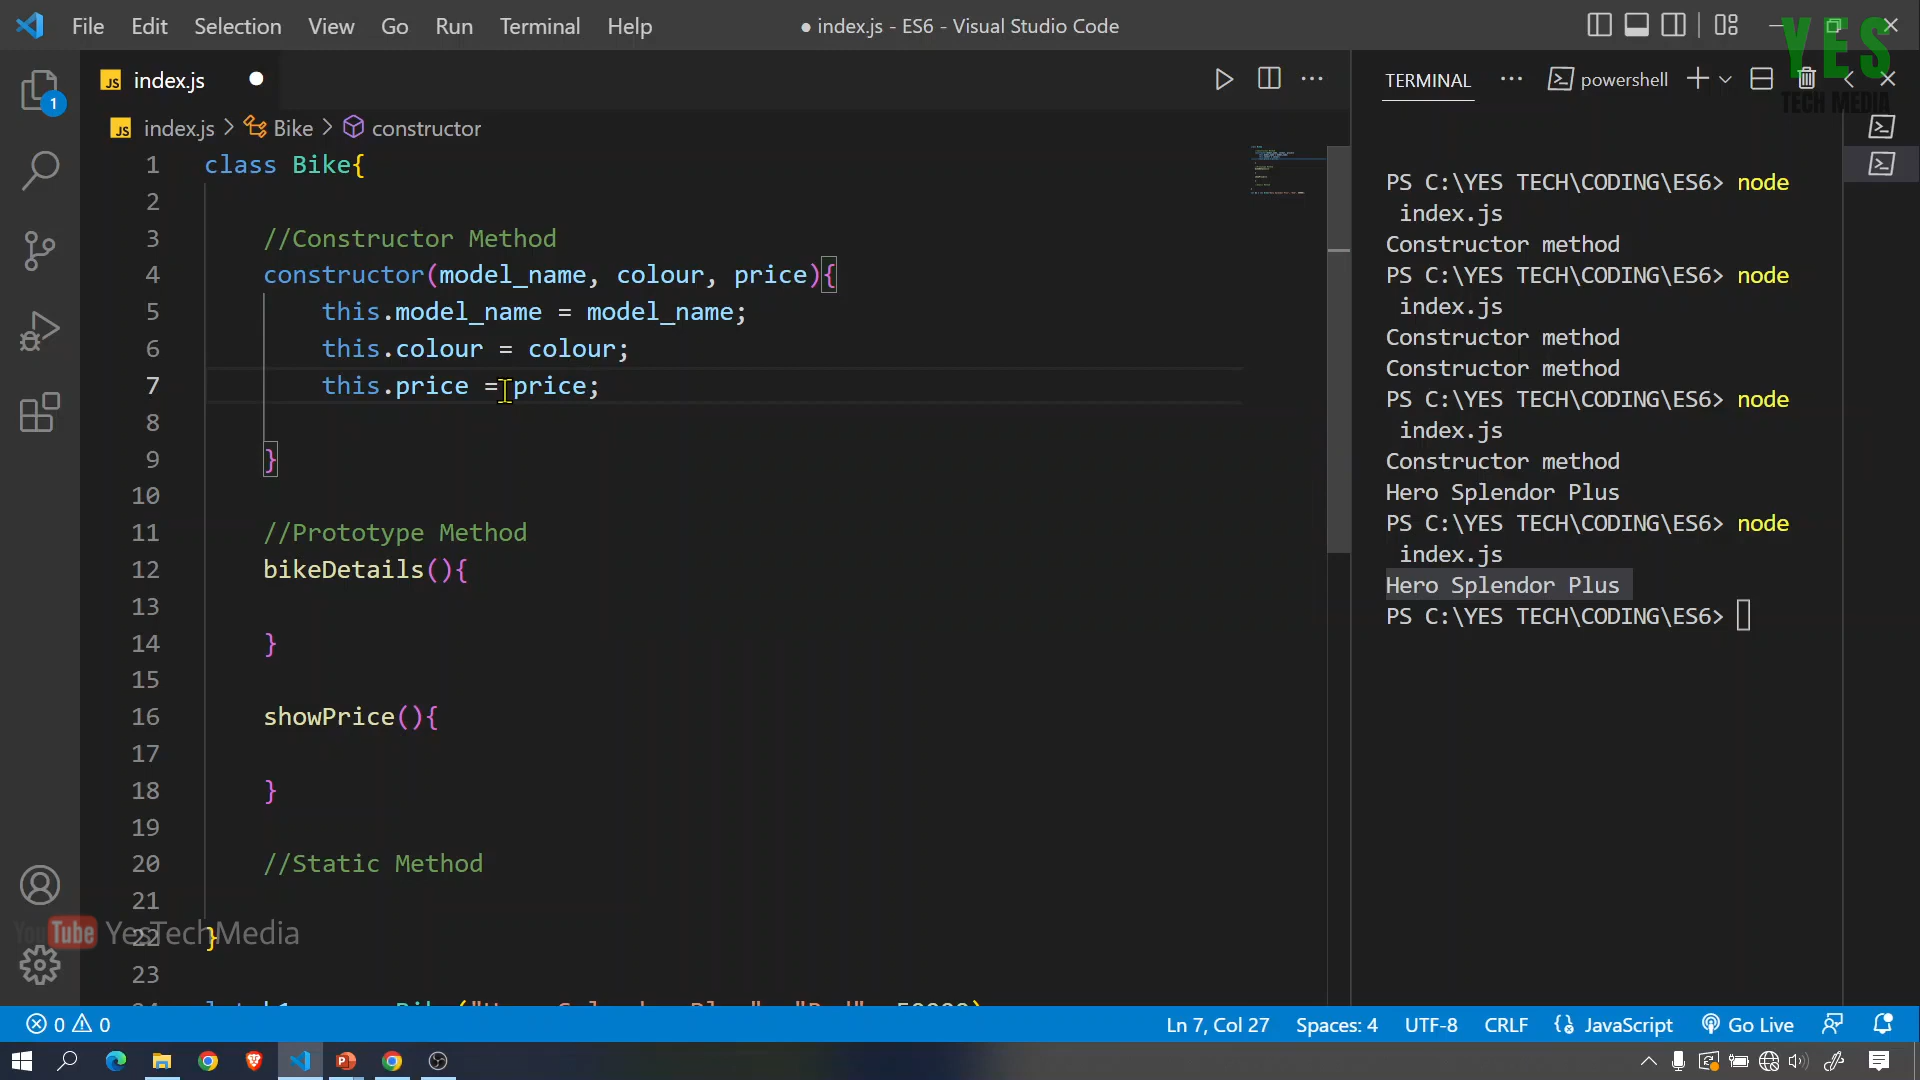 File Edit Selection View Go Run Terminal Help
● index.js - ES6 - Visual Studio Code
YES
TECH MEDIA
JS index.js
TERMINAL ··· powershell
1
JS index.js > Bike > constructor
1 class Bike{
2
3 //Constructor Method
4 constructor(model_name, colour, price){
5 this.model_name = model_name;
6 this.colour = colour;
7 this.price = price;
8
9 }
10
11 //Prototype Method
12 bikeDetails(){
13
14 }
15
16 showPrice(){
17
18 }
19
20 //Static Method
21
22 }
23
YouTube YesTechMedia
PS C:\YES TECH\CODING\ES6> node
index.js
Constructor method
PS C:\YES TECH\CODING\ES6> node
index.js
Constructor method
Constructor method
PS C:\YES TECH\CODING\ES6> node
index.js
Constructor method
Hero Splendor Plus
PS C:\YES TECH\CODING\ES6> node
index.js
Hero Splendor Plus
PS C:\YES TECH\CODING\ES6>
0 0
Ln 7, Col 27 Spaces: 4 UTF-8 CRLF {} JavaScript Go Live